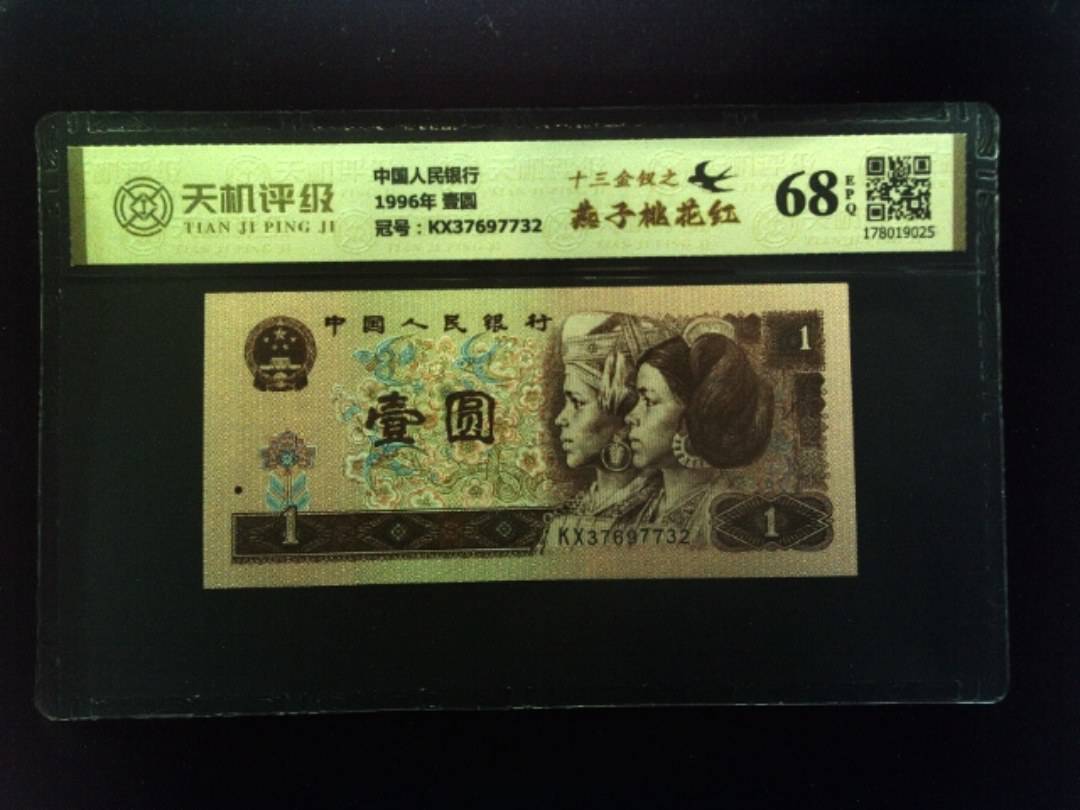 天机评级
TIAN JI PING JI
中国人民银行
1996年 壹圆
冠号：KX37697732
十三金钗之
燕子桃花红
68
EPQ
178019025
中国人民银行
1
壹圆
1
KX37697732
1